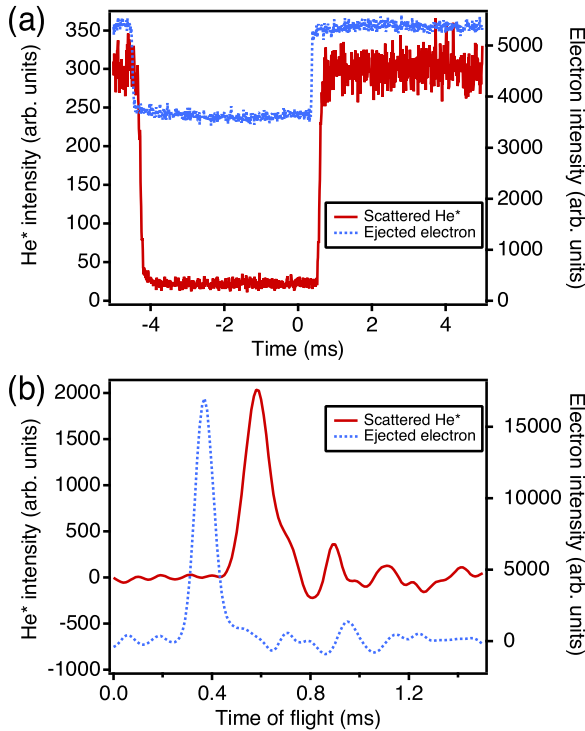 (a)
He* intensity (arb. units)
350
300
250
200
150
100
50
0
5000
4000
3000
2000
1000
0
Electron intensity (arb. units)
Scattered He*
Ejected electron
-4 -2 0 2 4
Time (ms)
(b)
He* intensity (arb. units)
2000
1500
1000
500
0
-500
-1000
15000
10000
5000
0
Electron intensity (arb. units)
Scattered He*
Ejected electron
0.0 0.4 0.8 1.2
Time of flight (ms)